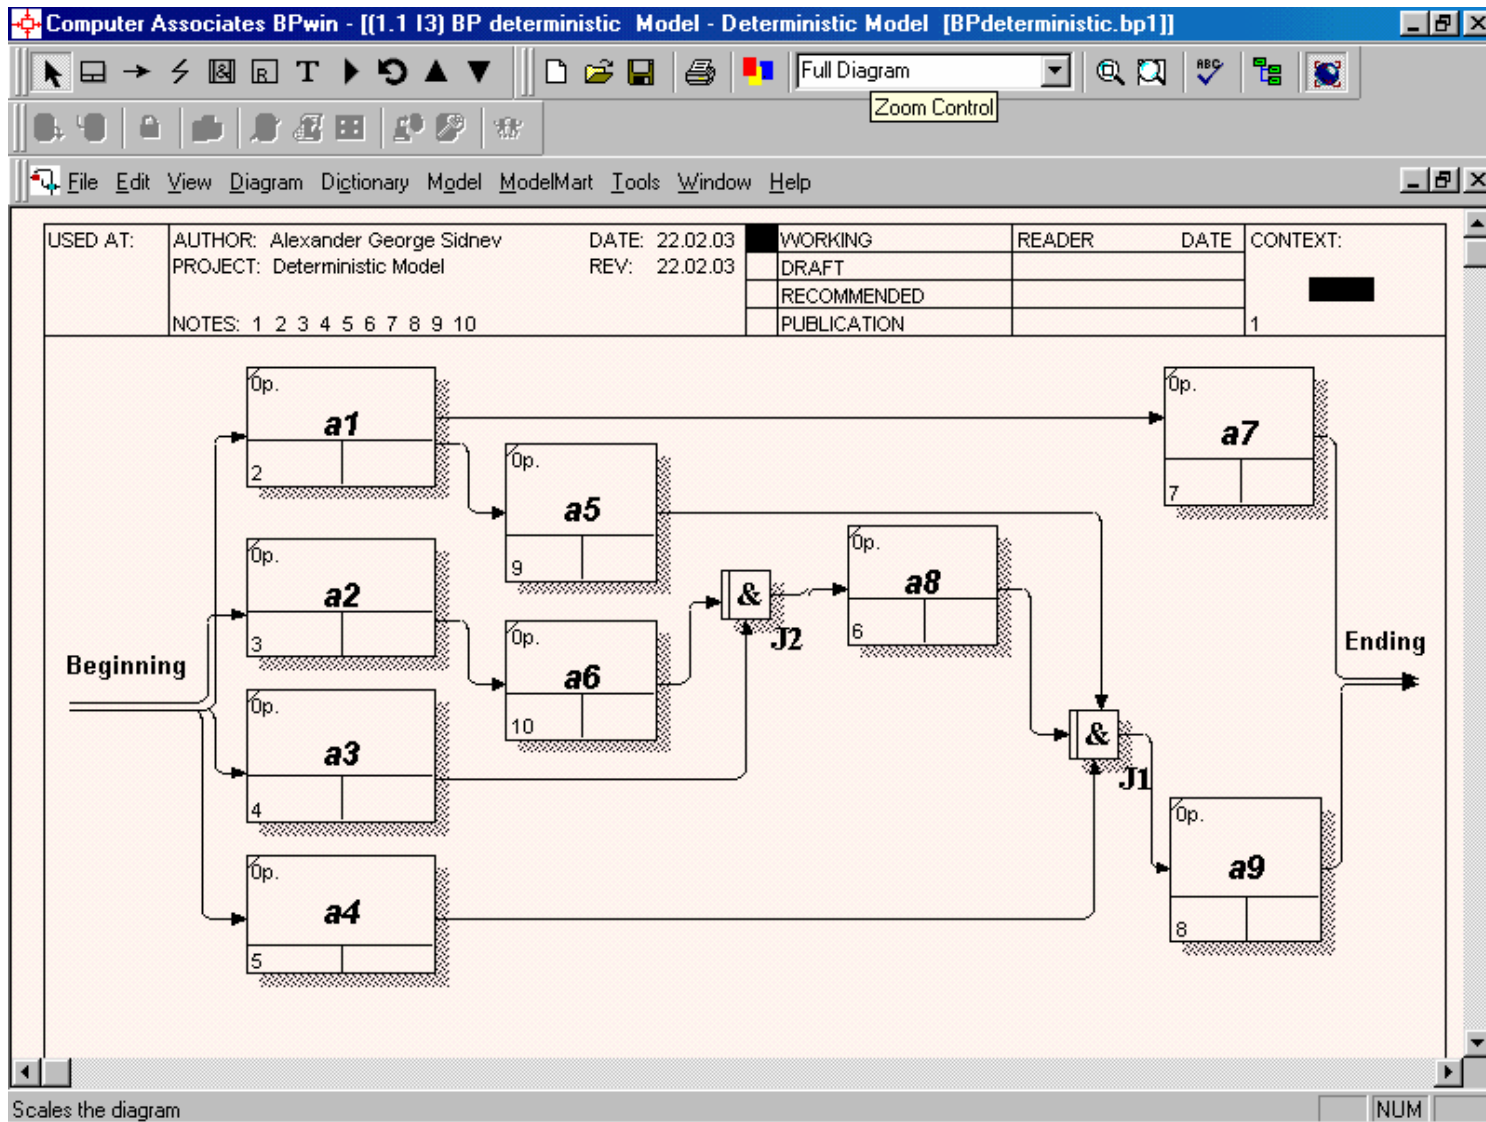 Computer Associates BPwin - [(1.1 I3) BP deterministic  Model - Deterministic Model  [BPdeterministic.bp1]]
R T Full Diagram ABC
Zoom Control
File Edit View Diagram Dictionary Model ModelMart Tools Window Help
USED AT: AUTHOR: Alexander George Sidnev DATE: 22.02.03 WORKING READER DATE CONTEXT:
PROJECT: Deterministic Model REV: 22.02.03 DRAFT
RECOMMENDED
NOTES: 1 2 3 4 5 6 7 8 9 10 PUBLICATION 1
0p.
a1
2
0p.
a7
7
0p.
a5
9
0p.
a2
3
&
J2
0p.
a8
6
0p.
a6
10
Beginning
Ending
0p.
a3
4
&
J1
0p.
a9
8
0p.
a4
5
Scales the diagram NUM